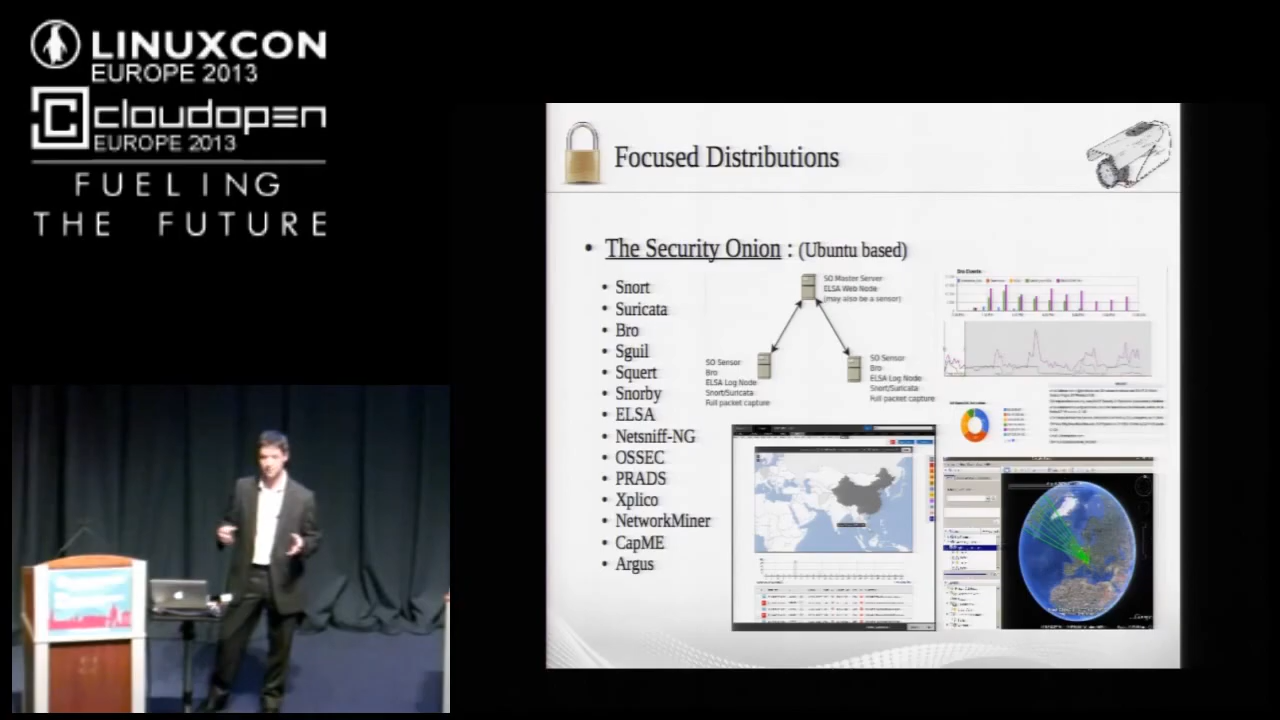 LINUXCON
EUROPE 2013
cloudopen
EUROPE 2013
FUELING
THE FUTURE
Focused Distributions
• The Security Onion : (Ubuntu based)
• Snort
• Suricata
• Bro
• Sguil
• Squert
• Snorby
• ELSA
• Netsniff-NG
• OSSEC
• PRADS
• Xplico
• NetworkMiner
• CapME
• Argus
SO Master Server
ELSA Web Node
(may also be a sensor)
SO Sensor
Bro
ELSA Log Node
Snort/Suricata
Full packet capture
SO Sensor
Bro
ELSA Log Node
Snort/Suricata
Full packet capture